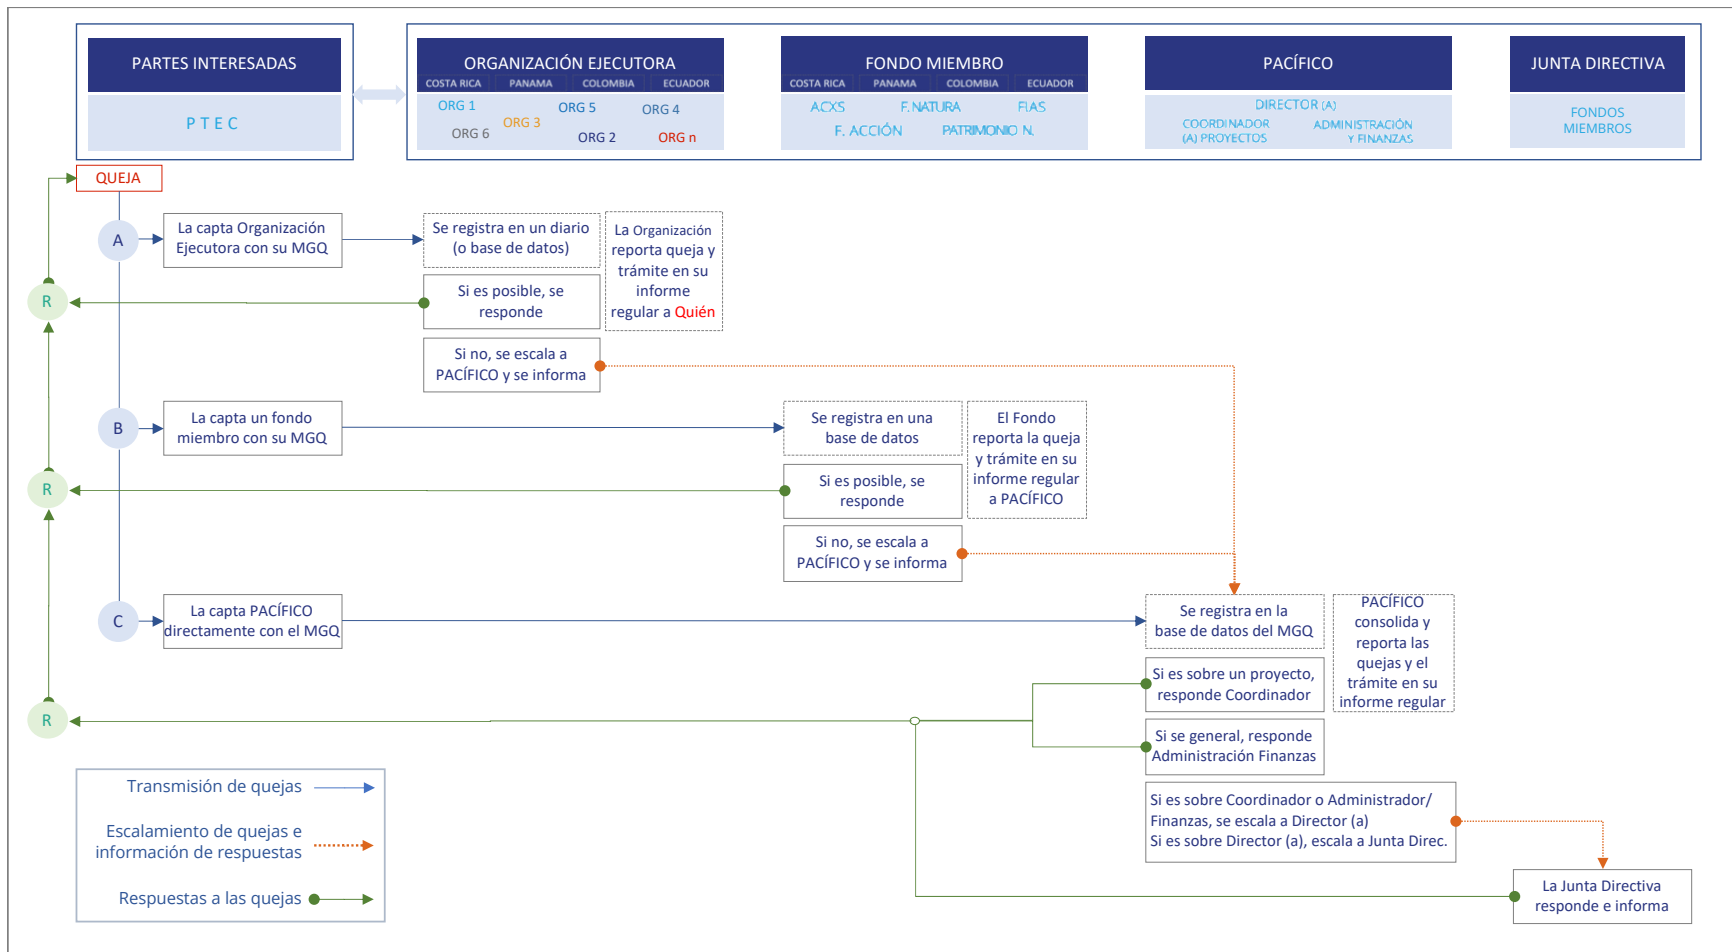 PARTES INTERESADAS
P T E C
ORGANIZACIÓN EJECUTORA
COSTA RICA PANAMA COLOMBIA ECUADOR
ORG 1 ORG 5 ORG 4
ORG 6 ORG 3 ORG 2 ORG n
FONDO MIEMBRO
COSTA RICA PANAMA COLOMBIA ECUADOR
ACXS F.NATURA FIAS
F. ACCIÓN PATRIMONIO N.
PACÍFICO
DIRECTOR (A)
COORDINADOR
(A) PROYECTOS
ADMINISTRACIÓN
Y FINANZAS
JUNTA DIRECTIVA
FONDOS
MIEMBROS
QUEJA
A
La capta Organización
Ejecutora con su MGQ
Se registra en un diario
(o base de datos)
La Organización
reporta queja y
trámite en su
informe
regular a Quién
R
Si es posible, se
responde
Si no, se escala a
PACÍFICO y se informa
B
La capta un fondo
miembro con su MGQ
Se registra en una
base de datos
El Fondo
reporta la queja
y trámite en su
informe regular
a PACÍFICO
R
Si es posible, se
responde
Si no, se escala a
PACÍFICO y se informa
C
La capta PACÍFICO
directamente con el MGQ
Se registra en la
base de datos del MGQ
PACÍFICO
consolida y
reporta las
quejas y el
trámite en su
informe regular
Si es sobre un proyecto,
responde Coordinador
R
Si se general, responde
Administración Finanzas
Si es sobre Coordinador o Administrador/
Finanzas, se escala a Director (a)
Si es sobre Director (a), escala a Junta Direc.
La Junta Directiva
responde e informa
Transmisión de quejas
Escalamiento de quejas e
información de respuestas
Respuestas a las quejas